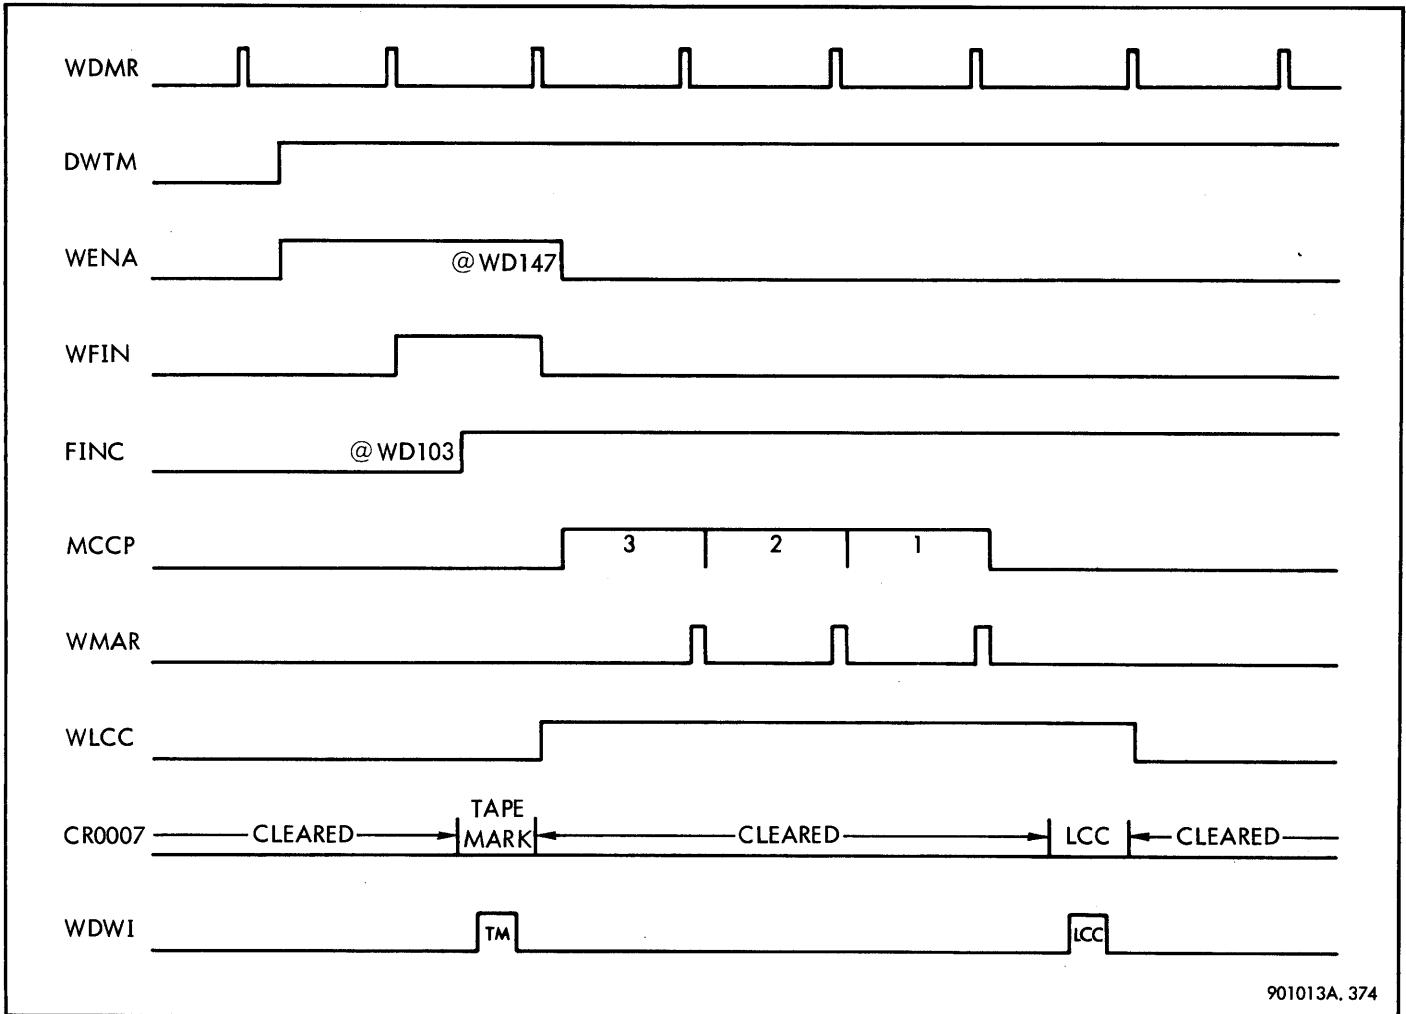 WDMR
DWTM
WENA
@WD147
WFIN
FINC
@WD103
MCCP
3 2 1
WMAR
WLCC
TAPE
CR0007 CLEARED MARK CLEARED LCC CLEARED
WDWI
TM LCC
901013A. 374